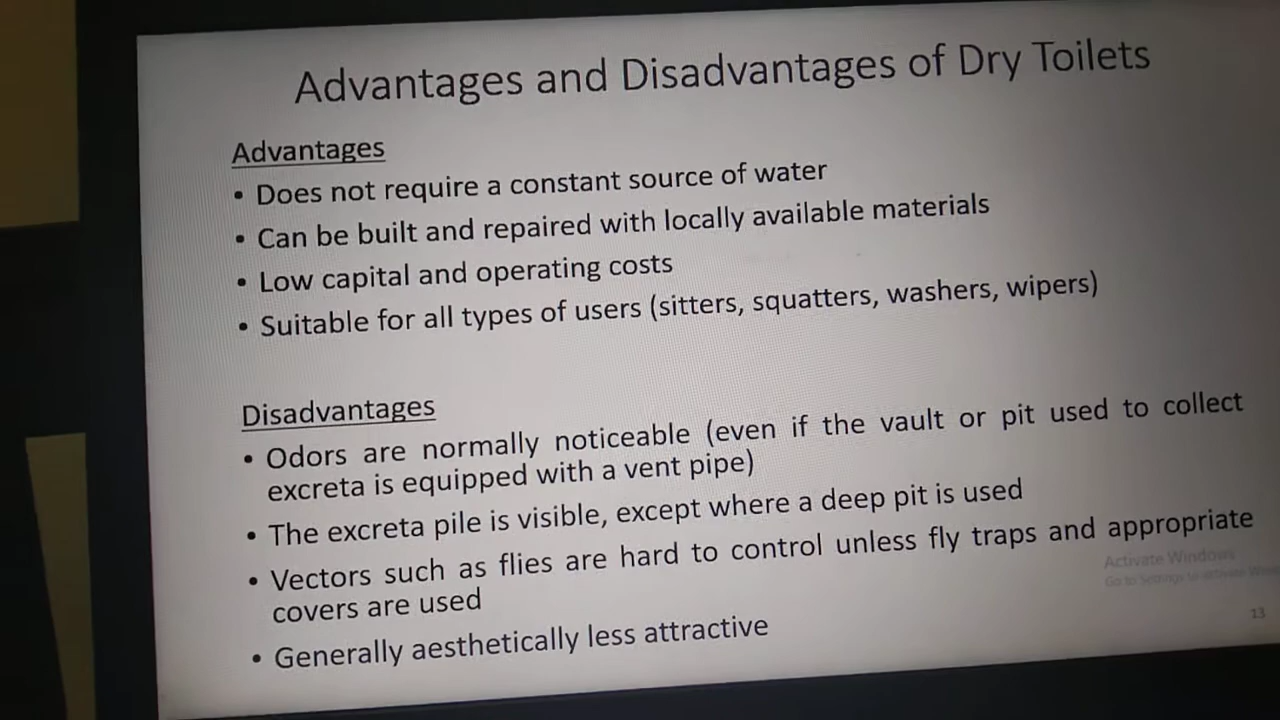 Advantages and Disadvantages of Dry Toilets
Advantages
• Does not require a constant source of water
• Can be built and repaired with locally available materials
• Low capital and operating costs
• Suitable for all types of users (sitters, squatters, washers, wipers)
Disadvantages
• Odors are normally noticeable (even if the vault or pit used to collect
excreta is equipped with a vent pipe)
• The excreta pile is visible, except where a deep pit is used
• Vectors such as flies are hard to control unless fly traps and appropriate
covers are used
• Generally aesthetically less attractive
Activate Windows
Go to Settings to activate
13